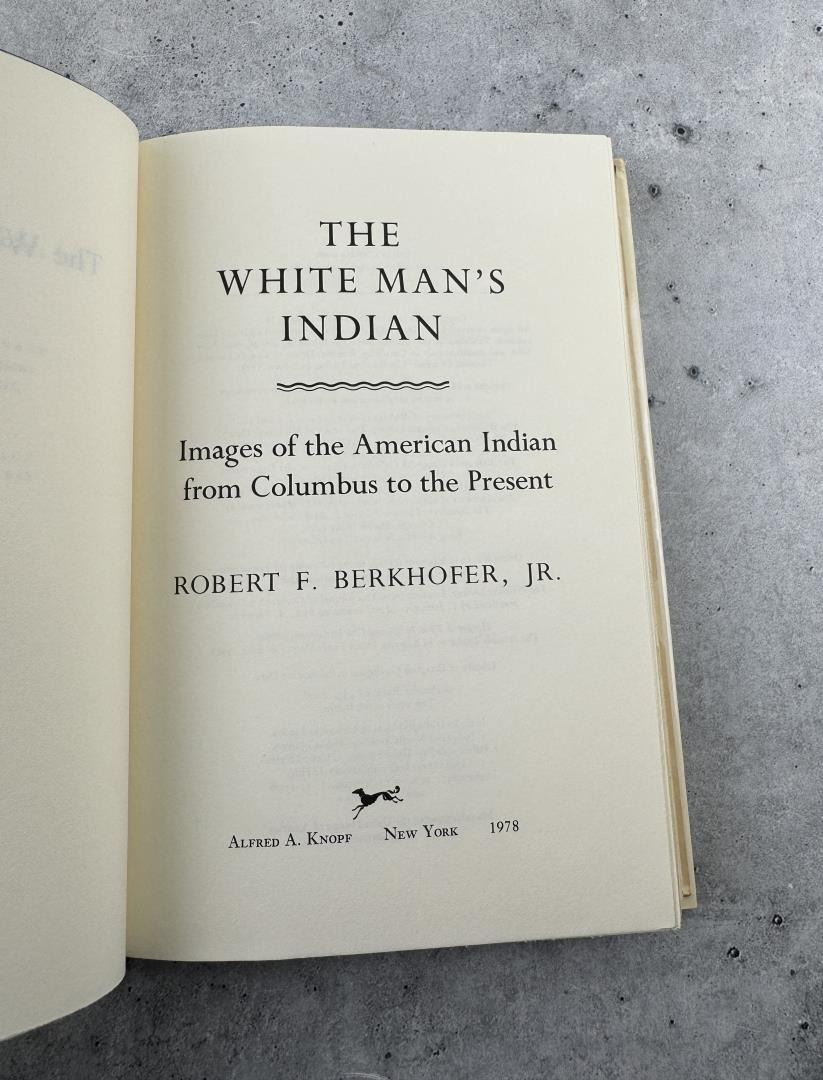 THE
WHITE MAN'S
INDIAN
Images of the American Indian
from Columbus to the Present
ROBERT F. BERKHOFER, JR.
ALFRED A. KNOPF NEW YORK 1978